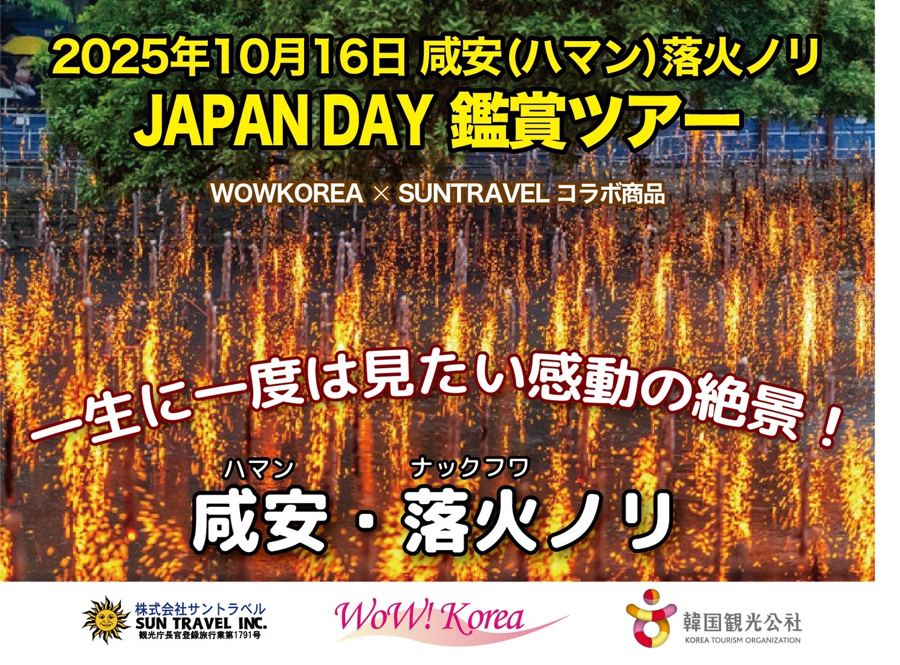 2025年10月16日 咸安(ハマン)落火ノリ
JAPAN DAY 鑑賞ツアー
WOWKOREA × SUNTRAVEL コラボ商品
一生に一度は見たい感動の絶景！
ハマン ナックフワ
咸安・落火ノリ
株式会社サントラベル
SUN TRAVEL INC.
観光庁長官登録旅行業第1791号
WoW! Korea
韓国観光公社
KOREA TOURISM ORGANIZATION